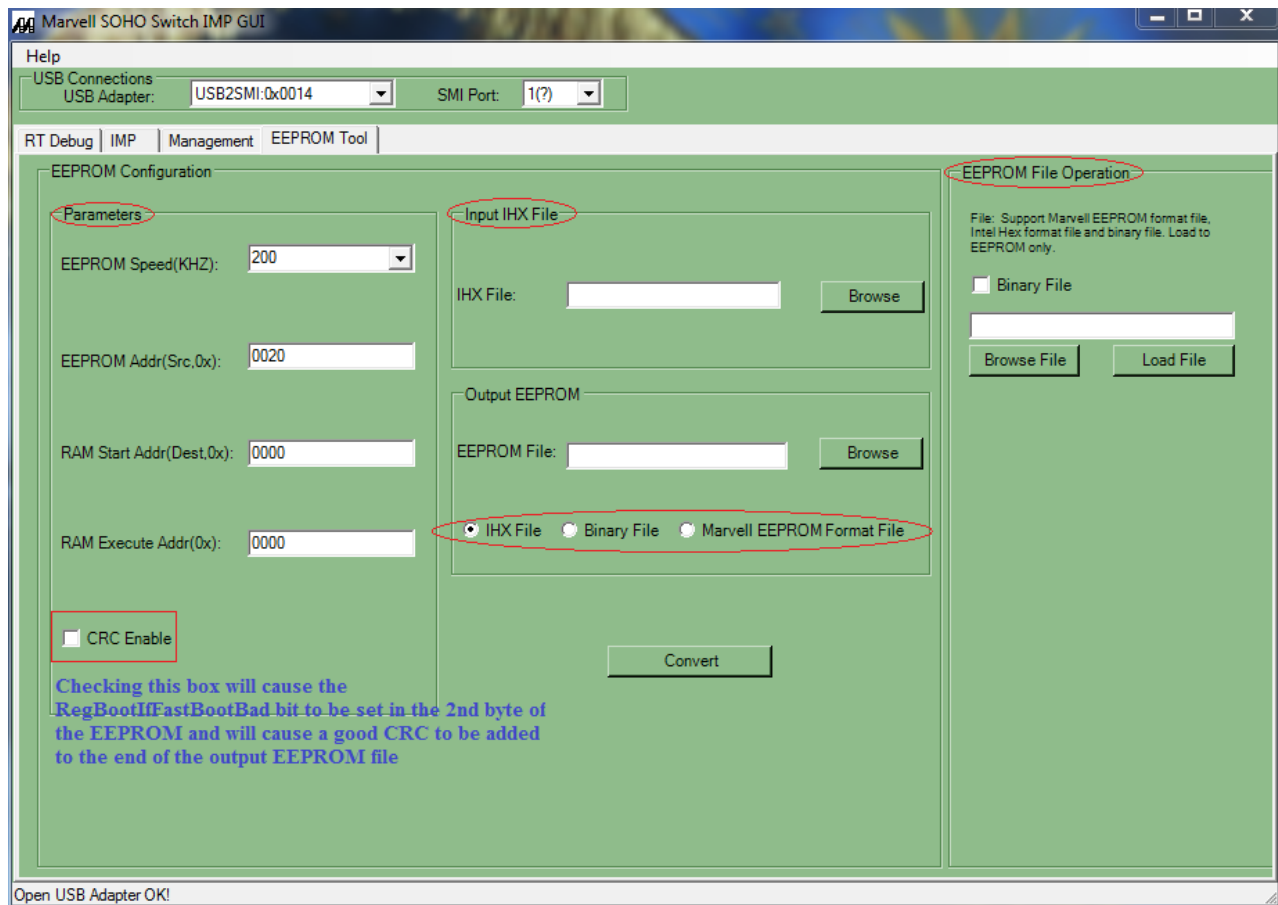 Marvell SOHO Switch IMP GUI
Help
USB Connections
USB Adapter: USB2SMI:0x0014 SMI Port: 1(?)
RT Debug IMP Management EEPROM Tool
EEPROM Configuration
Parameters
EEPROM Speed(KHZ): 200
EEPROM Addr(Src,0x): 0020
RAM Start Addr(Dest,0x): 0000
RAM Execute Addr(0x): 0000
CRC Enable
Checking this box will cause the
RegBootIfFastBootBad bit to be set in the 2nd byte of
the EEPROM and will cause a good CRC to be added
to the end of the output EEPROM file
Input IHX File
IHX File: Browse
Output EEPROM
EEPROM File: Browse
IHX File Binary File Marvell EEPROM Format File
Convert
EEPROM File Operation
File: Support Marvell EEPROM format file,
Intel Hex format file and binary file. Load to
EEPROM only.
Binary File
Browse File Load File
Open USB Adapter OK!